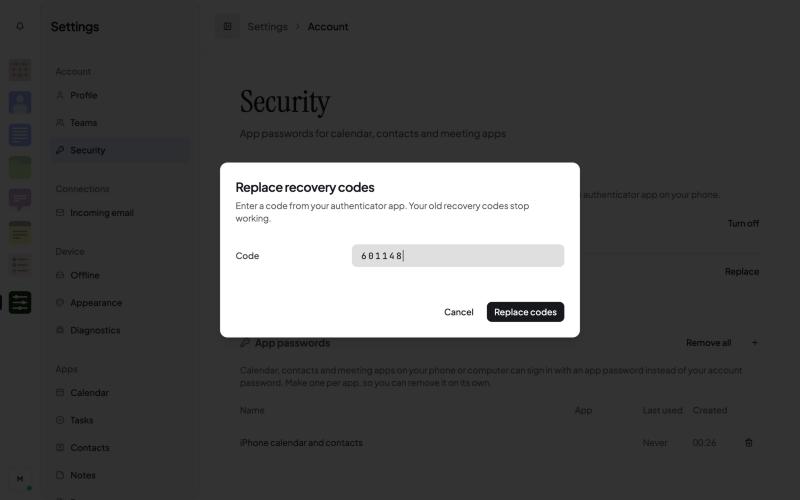 Settings
Settings > Account
Account
Profile
Teams
Security
Connections
Incoming email
Device
Offline
Appearance
Diagnostics
Apps
Calendar
Tasks
Contacts
Notes
M
Security
App passwords for calendar, contacts and meeting apps
authenticator app on your phone.
Turn off
Replace
Replace recovery codes
Enter a code from your authenticator app. Your old recovery codes stop
working.
Code
601148
Cancel
Replace codes
App passwords
Remove all
+
Calendar, contacts and meeting apps on your phone or computer can sign in with an app password instead of your account
password. Make one per app, so you can remove it on its own.
Name App Last used Created
iPhone calendar and contacts Never 00:26